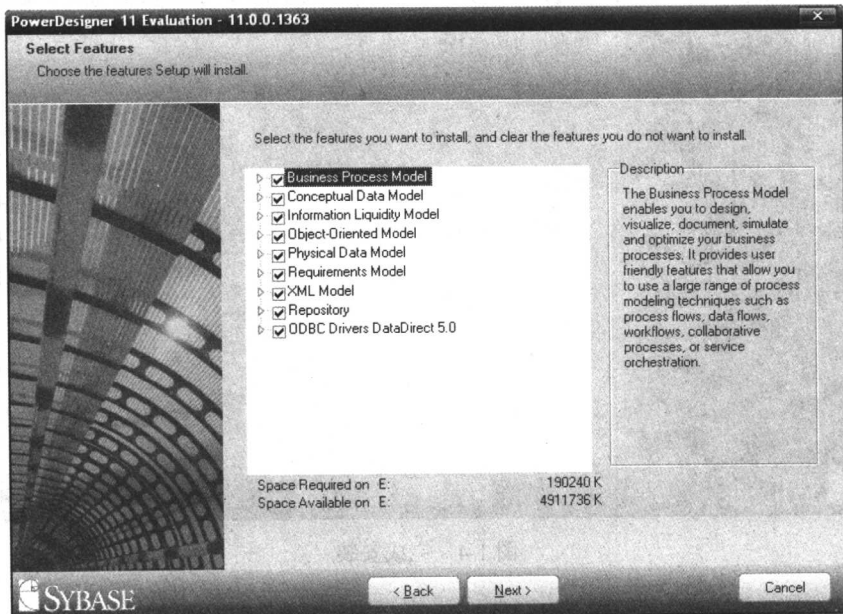 PowerDesigner 11 Evaluation - 11.0.0.1363
Select Features
Choose the features Setup will install.
Select the features you want to install, and clear the features you do not want to install.
Business Process Model
Conceptual Data Model
Information Liquidity Model
Object-Oriented Model
Physical Data Model
Requirements Model
XML Model
Repository
ODBC Drivers DataDirect 5.0
Description
The Business Process Model
enables you to design,
visualize, document, simulate
and optimize your business
processes. It provides user
friendly features that allow you
to use a large range of process
modeling techniques such as
process flows, data flows,
workflows, collaborative
processes, or service
orchestration.
Space Required on E: 190240 K
Space Available on E: 4911736 K
SYBASE
< Back
Next >
Cancel